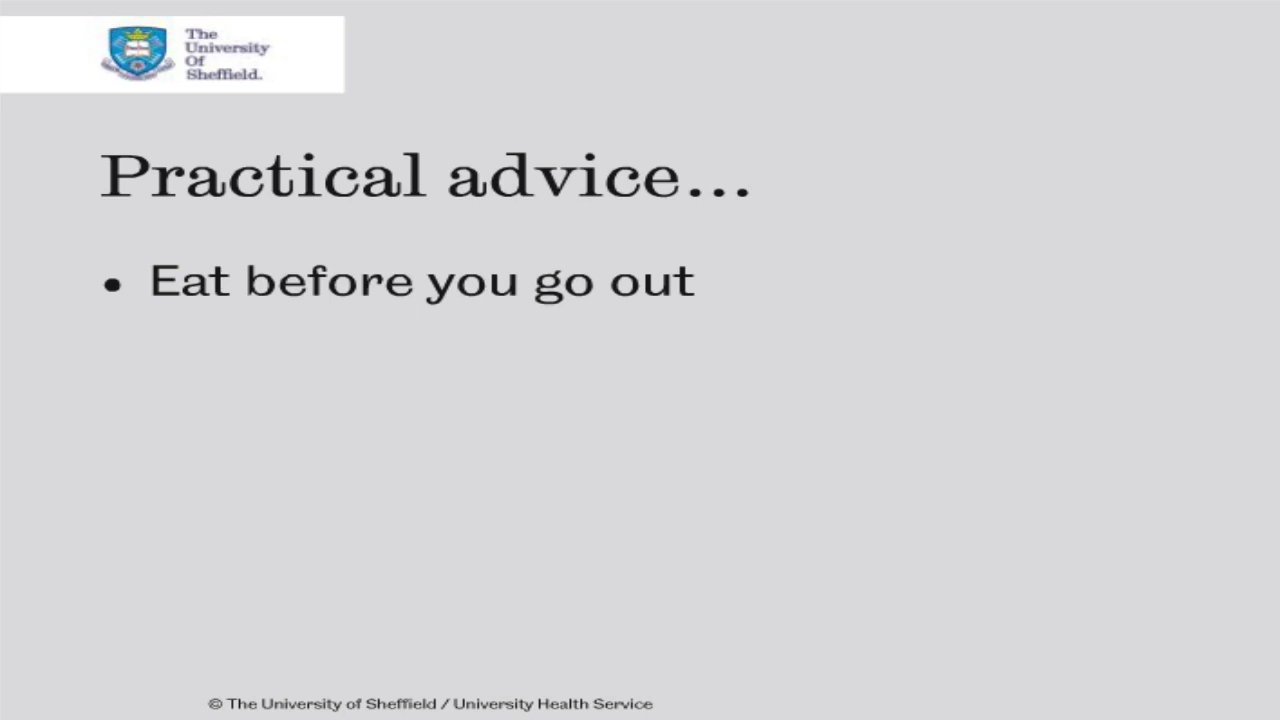 The
University
Of
Sheffield.
Practical advice...
• Eat before you go out
© The University of Sheffield / University Health Service